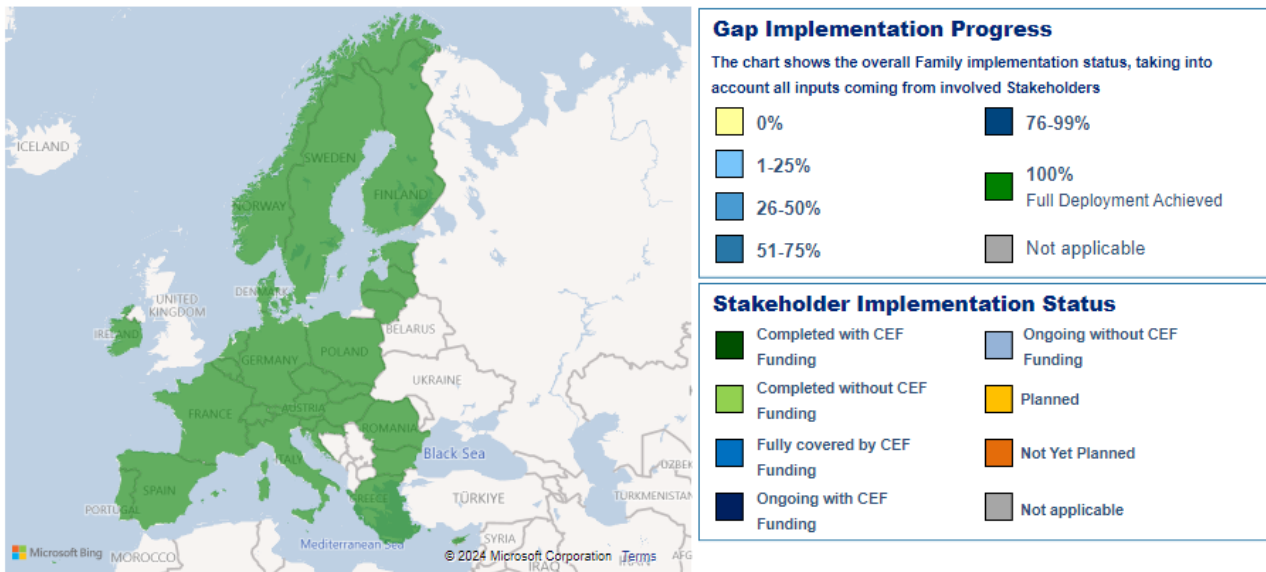 ICELAND
SWEDEN
FINLAND
NORWAY
DENMARK
UNITED
KINGDOM
IRELAND
BELARUS
POLAND
GERMANY
UKRAINE
FRANCE
AUSTRIA
ROMANIA
ITALY
Black Sea
SPAIN
PORTUGAL
GREECE
TÜRKIYE
UZBEK
TURKMENISTAN
SYRIA
Mediterranean Sea
MOROCCO
IRAQ
IRAN
AFG
Microsoft Bing
© 2024 Microsoft Corporation Terms
Gap Implementation Progress
The chart shows the overall Family implementation status, taking into
account all inputs coming from involved Stakeholders
0%
1-25%
26-50%
51-75%
76-99%
100%
Full Deployment Achieved
Not applicable
Stakeholder Implementation Status
Completed with CEF
Funding
Completed without CEF
Funding
Fully covered by CEF
Funding
Ongoing with CEF
Funding
Ongoing without CEF
Funding
Planned
Not Yet Planned
Not applicable